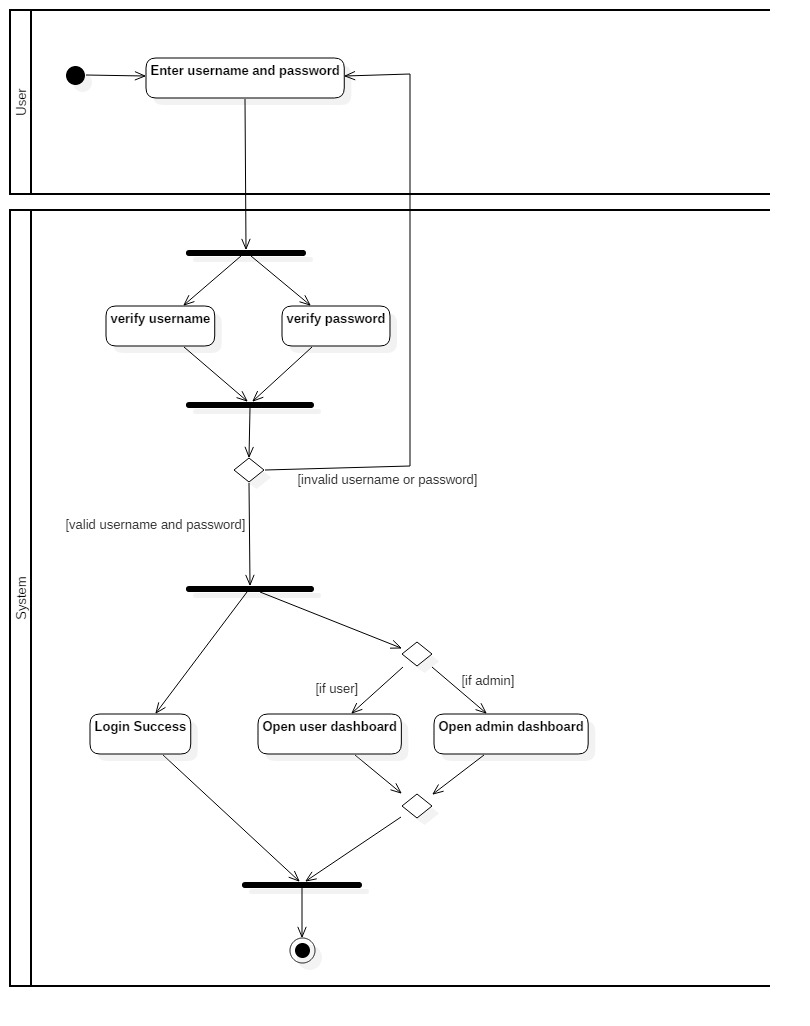 User
Enter username and password
System
verify username
verify password
[invalid username or password]
[valid username and password]
[if user]
[if admin]
Login Success
Open user dashboard
Open admin dashboard